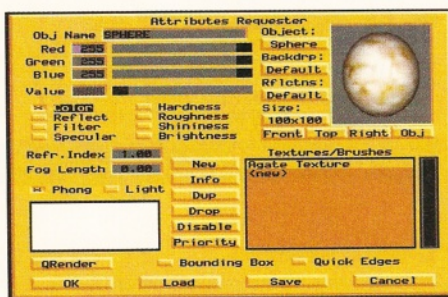 Attributes Requester
Obj Name SPHERE
Red 255
Green 255
Blue 255
Value
Color
Reflect
Filter
Specular
Hardness
Roughness
Shininess
Brightness
Object:
Sphere
Backdrp:
Default
Rflctns:
Default
Size:
100x100
Front Top Right Obj
Refr.Index 1.00
Fog Length 0.00
Phong Light
New
Info
Dup
Drop
Disable
Priority
Textures/Brushes
Agate Texture
<new>
QRender
Bounding Box Quick Edges
OK Load Save Cancel